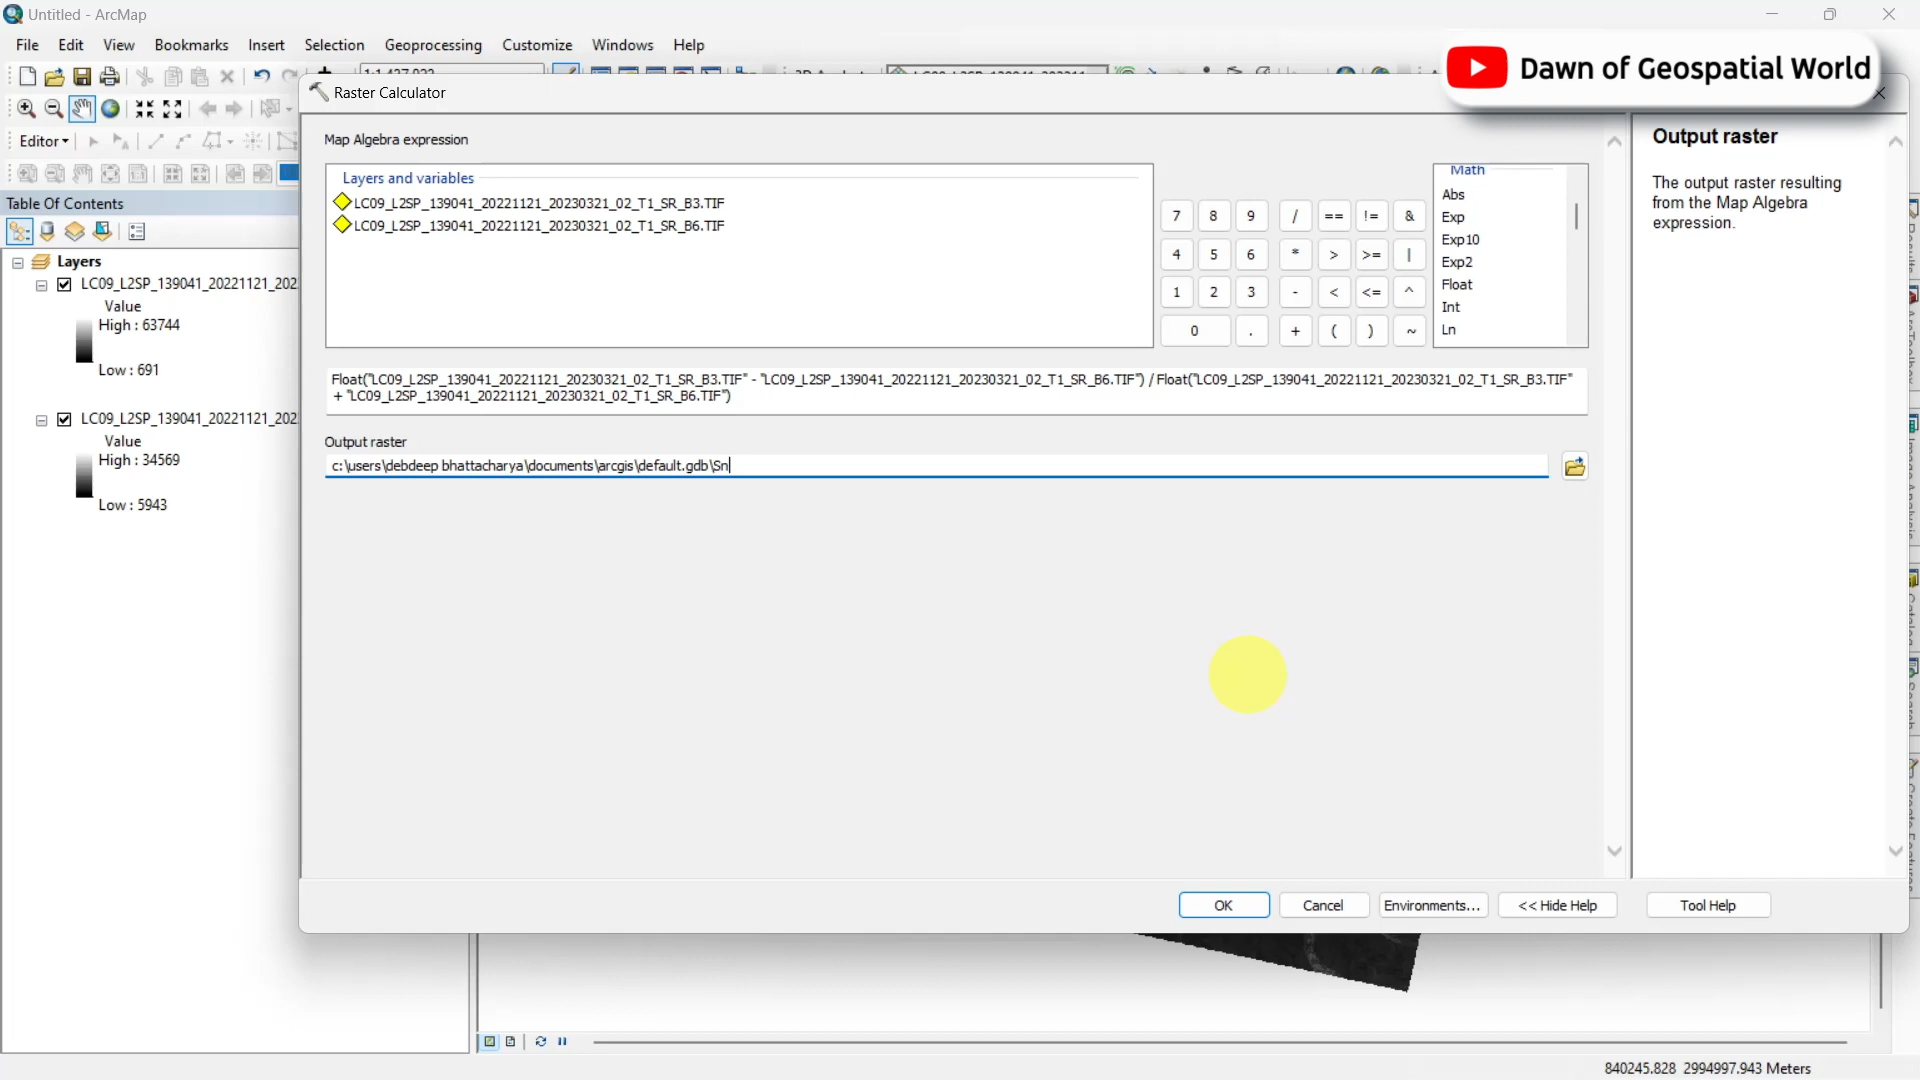 Untitled - ArcMap
File Edit View Bookmarks Insert Selection Geoprocessing Customize Windows Help
Dawn of Geospatial World
Raster Calculator
Editor
Map Algebra expression
Output raster
The output raster resulting
from the Map Algebra
expression.
Layers and variables
LC09_L2SP_139041_20221121_20230321_02_T1_SR_B3.TIF
LC09_L2SP_139041_20221121_20230321_02_T1_SR_B6.TIF
7 8 9 / == != &
4 5 6 * > >= |
1 2 3 - < <= ^
0 . + ( ) ~
Math
Abs
Exp
Exp10
Exp2
Float
Int
Ln
Table Of Contents
Layers
LC09_L2SP_139041_20221121_202
Value
High : 63744
Low : 691
LC09_L2SP_139041_20221121_202
Value
High : 34569
Low : 5943
Float("LC09_L2SP_139041_20221121_20230321_02_T1_SR_B3.TIF" - "LC09_L2SP_139041_20221121_20230321_02_T1_SR_B6.TIF") / Float("LC09_L2SP_139041_20221121_20230321_02_T1_SR_B3.TIF"
+ "LC09_L2SP_139041_20221121_20230321_02_T1_SR_B6.TIF")
Output raster
c:\users\debdeep bhattacharya\documents\arcgis\default.gdb\Sn
OK Cancel Environments... << Hide Help Tool Help
840245.828 2994997.943 Meters